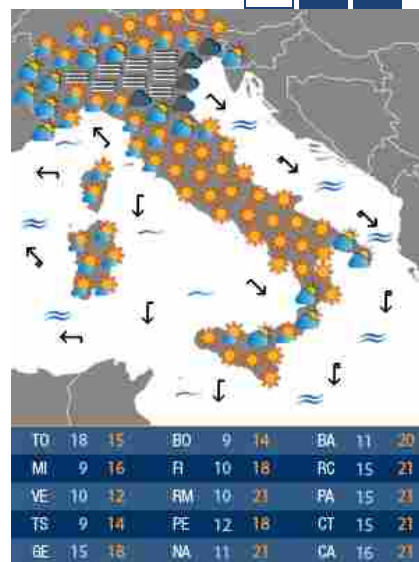 TO 18 15 BO 9 14 BA 11 20
MI 9 16 FI 10 18 RC 15 21
VE 10 12 RM 10 21 PA 15 21
TS 9 14 PE 12 18 CT 15 21
GE 15 18 NA 11 21 CA 16 21